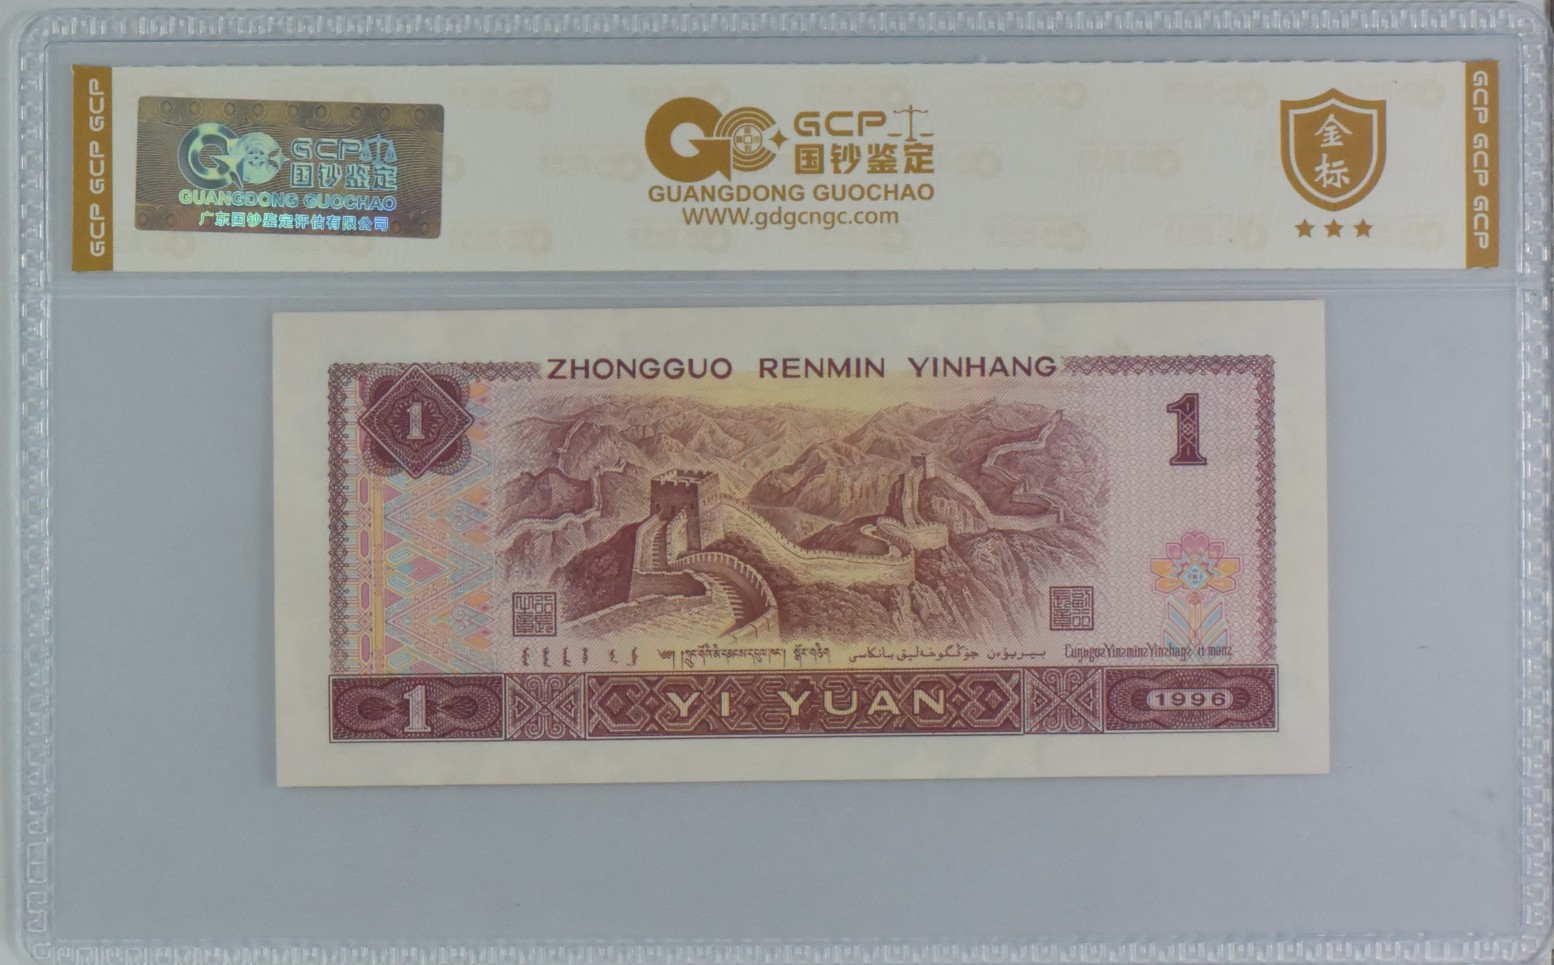 GCP GCP GCP
GCP
国钞鉴定
GUANGDONG GUOCHAO
广东国钞鉴定评估有限公司
GCP
国钞鉴定
GUANGDONG GUOCHAO
WWW.gdgcngc.com
金
标
GCP GCP GCP
ZHONGGUO RENMIN YINHANG
1
1
1
YI YUAN
1996